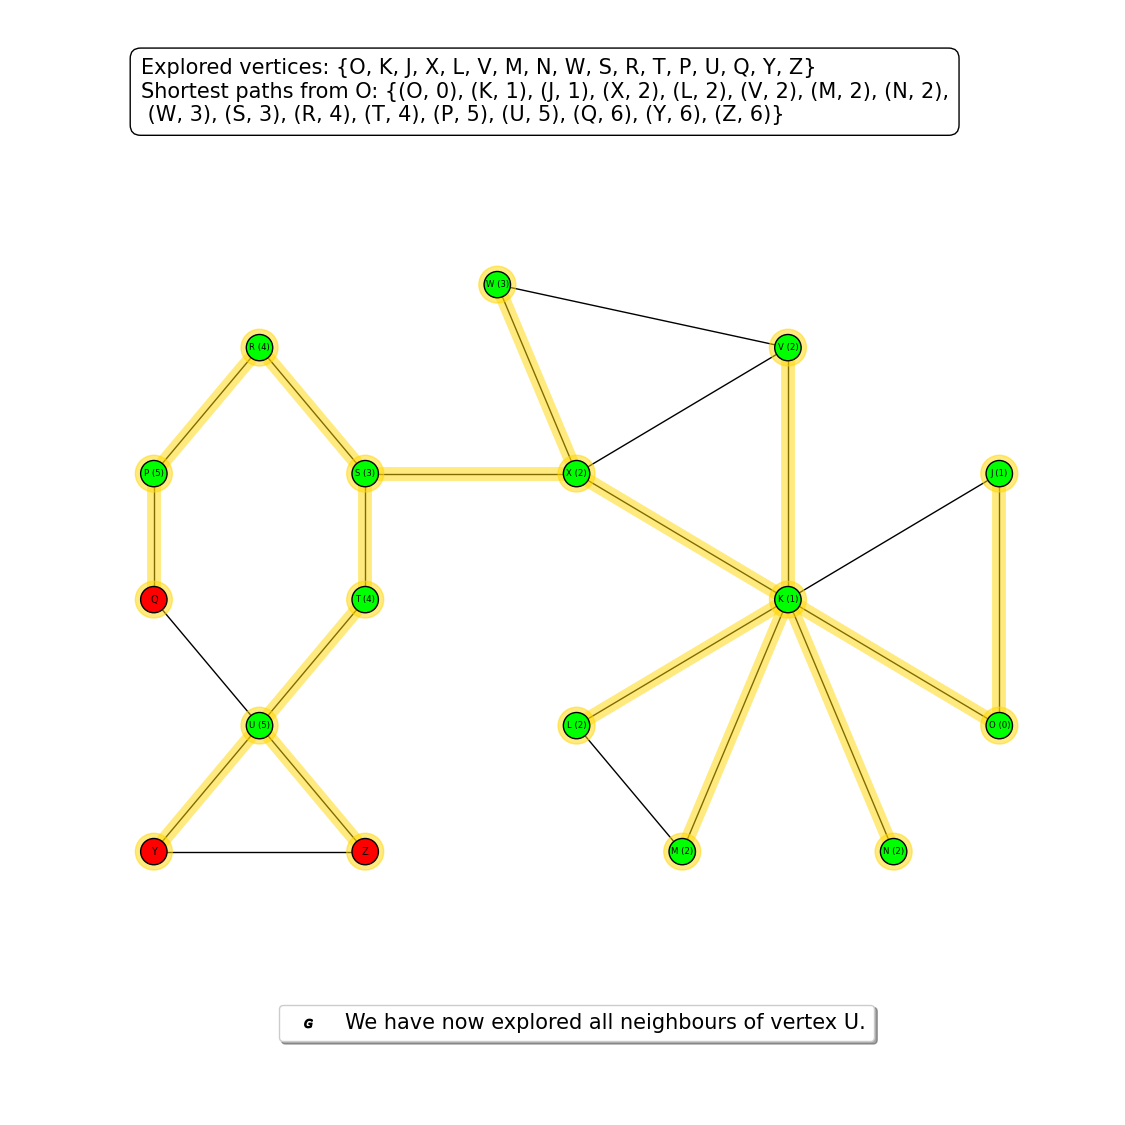 Explored vertices: {O, K, J, X, L, V, M, N, W, S, R, T, P, U, Q, Y, Z}
Shortest paths from O: {(O, 0), (K, 1), (J, 1), (X, 2), (L, 2), (V, 2), (M, 2), (N, 2),
(W, 3), (S, 3), (R, 4), (T, 4), (P, 5), (U, 5), (Q, 6), (Y, 6), (Z, 6)}
W (3)
R (4)
V (2)
P (5)
S (3)
X (2)
J (1)
Q
T (4)
K (1)
U (5)
L (2)
O (0)
Y
Z
M (2)
N (2)
G We have now explored all neighbours of vertex U.